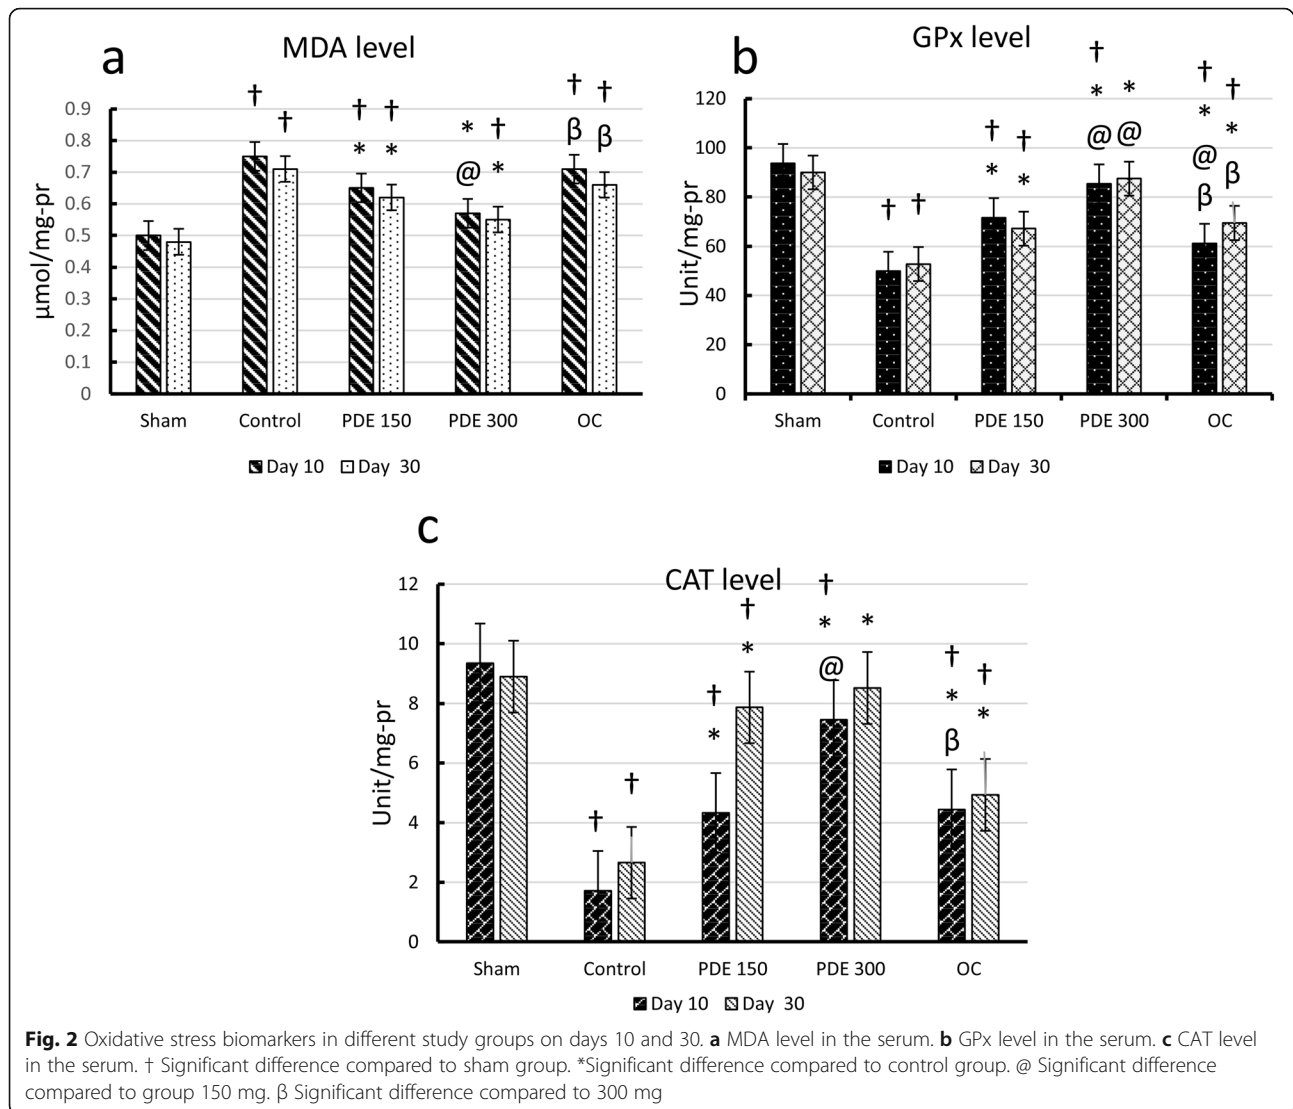 a
MDA level
† † † † * † † †
* * @ * β β
0.9
0.8
0.7
0.6
0.5
0.4
0.3
0.2
0.1
0
µmol/mg-pr
Sham Control PDE 150 PDE 300 OC
Day 10 Day 30
b
GPx level
† † † † † * † †
* * * @ @ * *
@ β
β
120
100
80
60
40
20
0
Unit/mg-pr
Sham Control PDE 150 PDE 300 OC
Day 10 Day 30
c
CAT level
† † † † † * † †
* * * * *
@ β
12
10
8
6
4
2
0
Unit/mg-pr
Sham Control PDE 150 PDE 300 OC
Day 10 Day 30
Fig. 2 Oxidative stress biomarkers in different study groups on days 10 and 30. a MDA level in the serum. b GPx level in the serum. c CAT level
in the serum. † Significant difference compared to sham group. *Significant difference compared to control group. @ Significant difference
compared to group 150 mg. β Significant difference compared to 300 mg